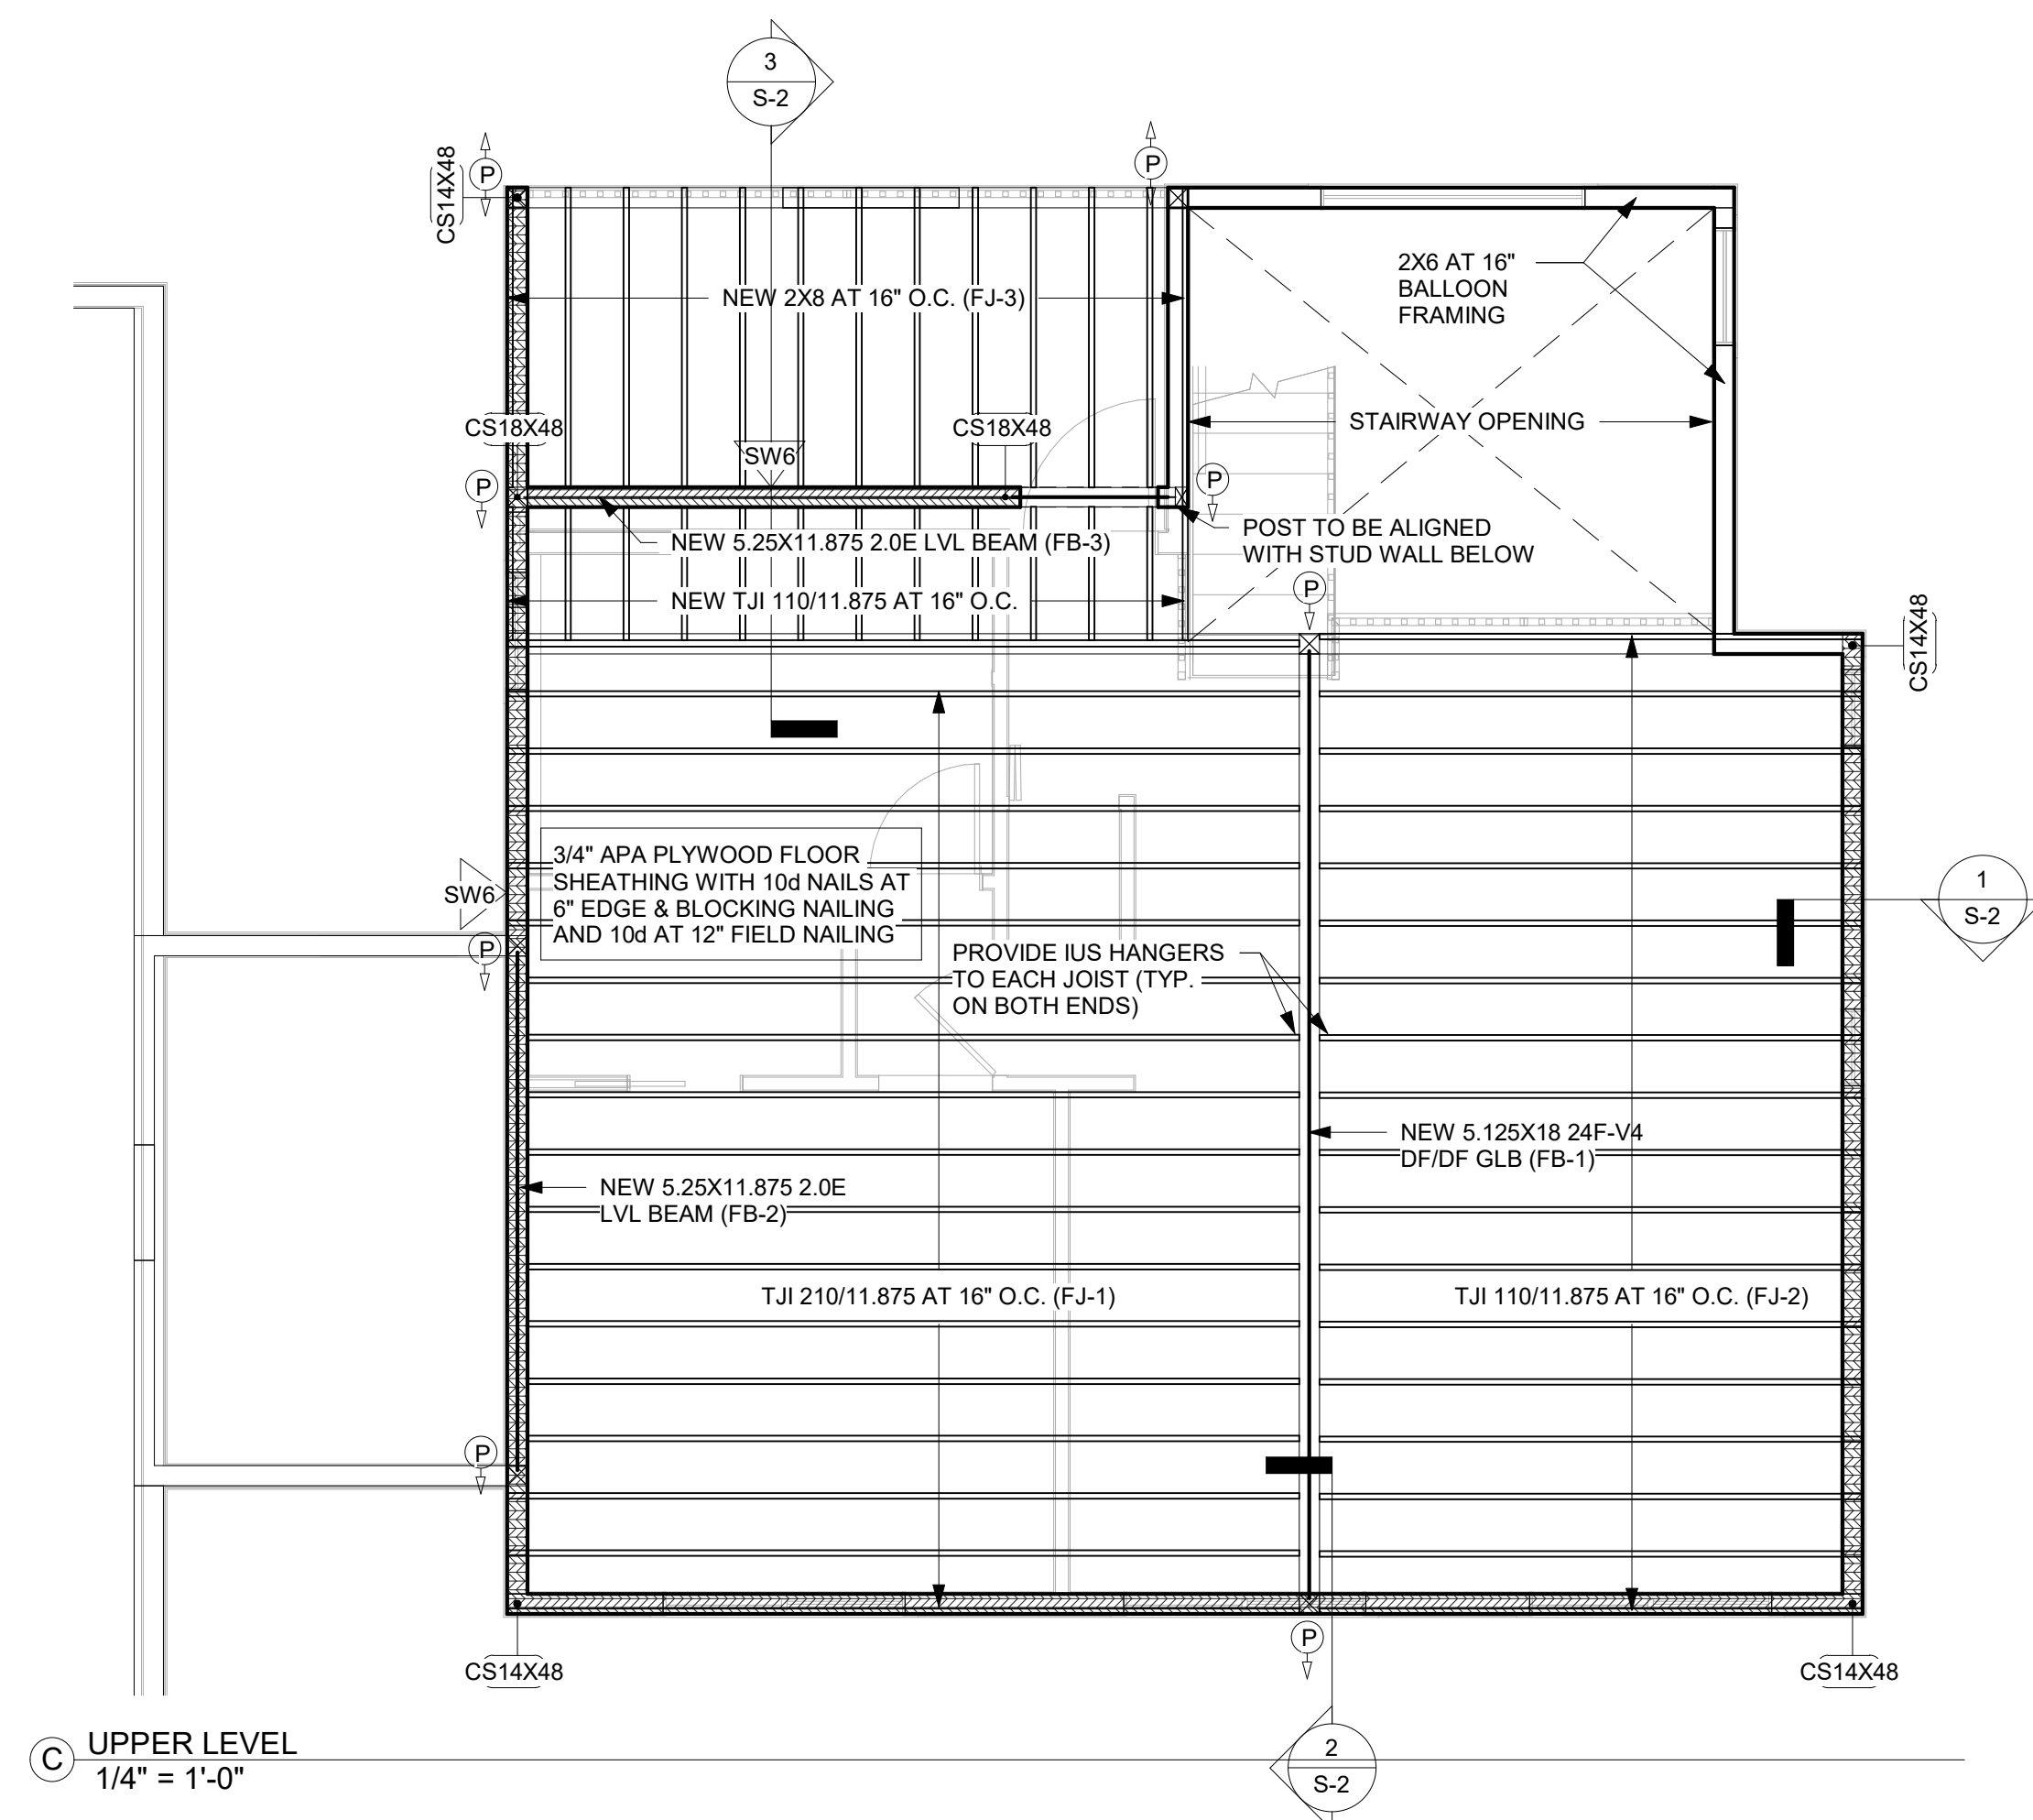 3
S-2
CS14X48
P
P
NEW 2X8 AT 16" O.C. (FJ-3)
2X6 AT 16"
BALLOON
FRAMING
CS18X48
CS18X48
STAIRWAY OPENING
SW6
P
P
NEW 5.25X11.875 2.0E LVL BEAM (FB-3)
POST TO BE ALIGNED
WITH STUD WALL BELOW
NEW TJI 110/11.875 AT 16" O.C.
P
CS14X48
3/4" APA PLYWOOD FLOOR
SHEATHING WITH 10d NAILS AT
6" EDGE & BLOCKING NAILING
AND 10d AT 12" FIELD NAILING
SW6
P
1
S-2
PROVIDE IUS HANGERS
TO EACH JOIST (TYP.
ON BOTH ENDS)
NEW 5.125X18 24F-V4
DF/DF GLB (FB-1)
NEW 5.25X11.875 2.0E
LVL BEAM (FB-2)
TJI 210/11.875 AT 16" O.C. (FJ-1)
TJI 110/11.875 AT 16" O.C. (FJ-2)
P
P
CS14X48
CS14X48
C
UPPER LEVEL
1/4" = 1'-0"
2
S-2